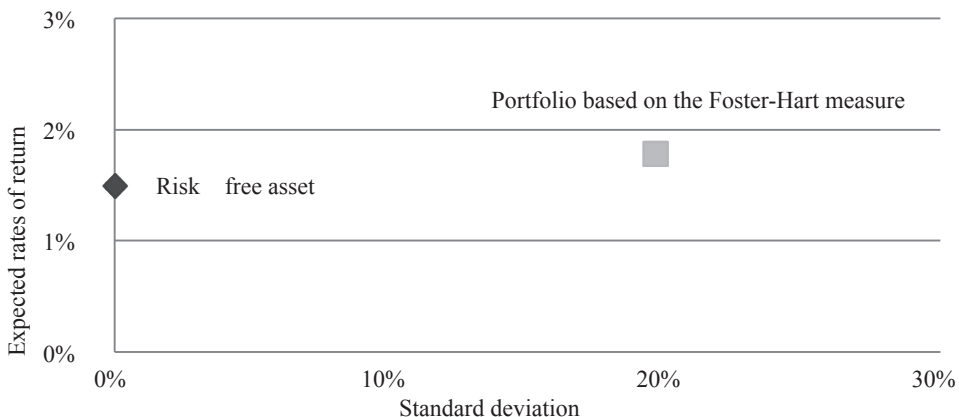 3%
Portfolio based on the Foster-Hart measure
2%
Risk free asset
1%
0%
Expected rates of return
0% 10% 20% 30%
Standard deviation